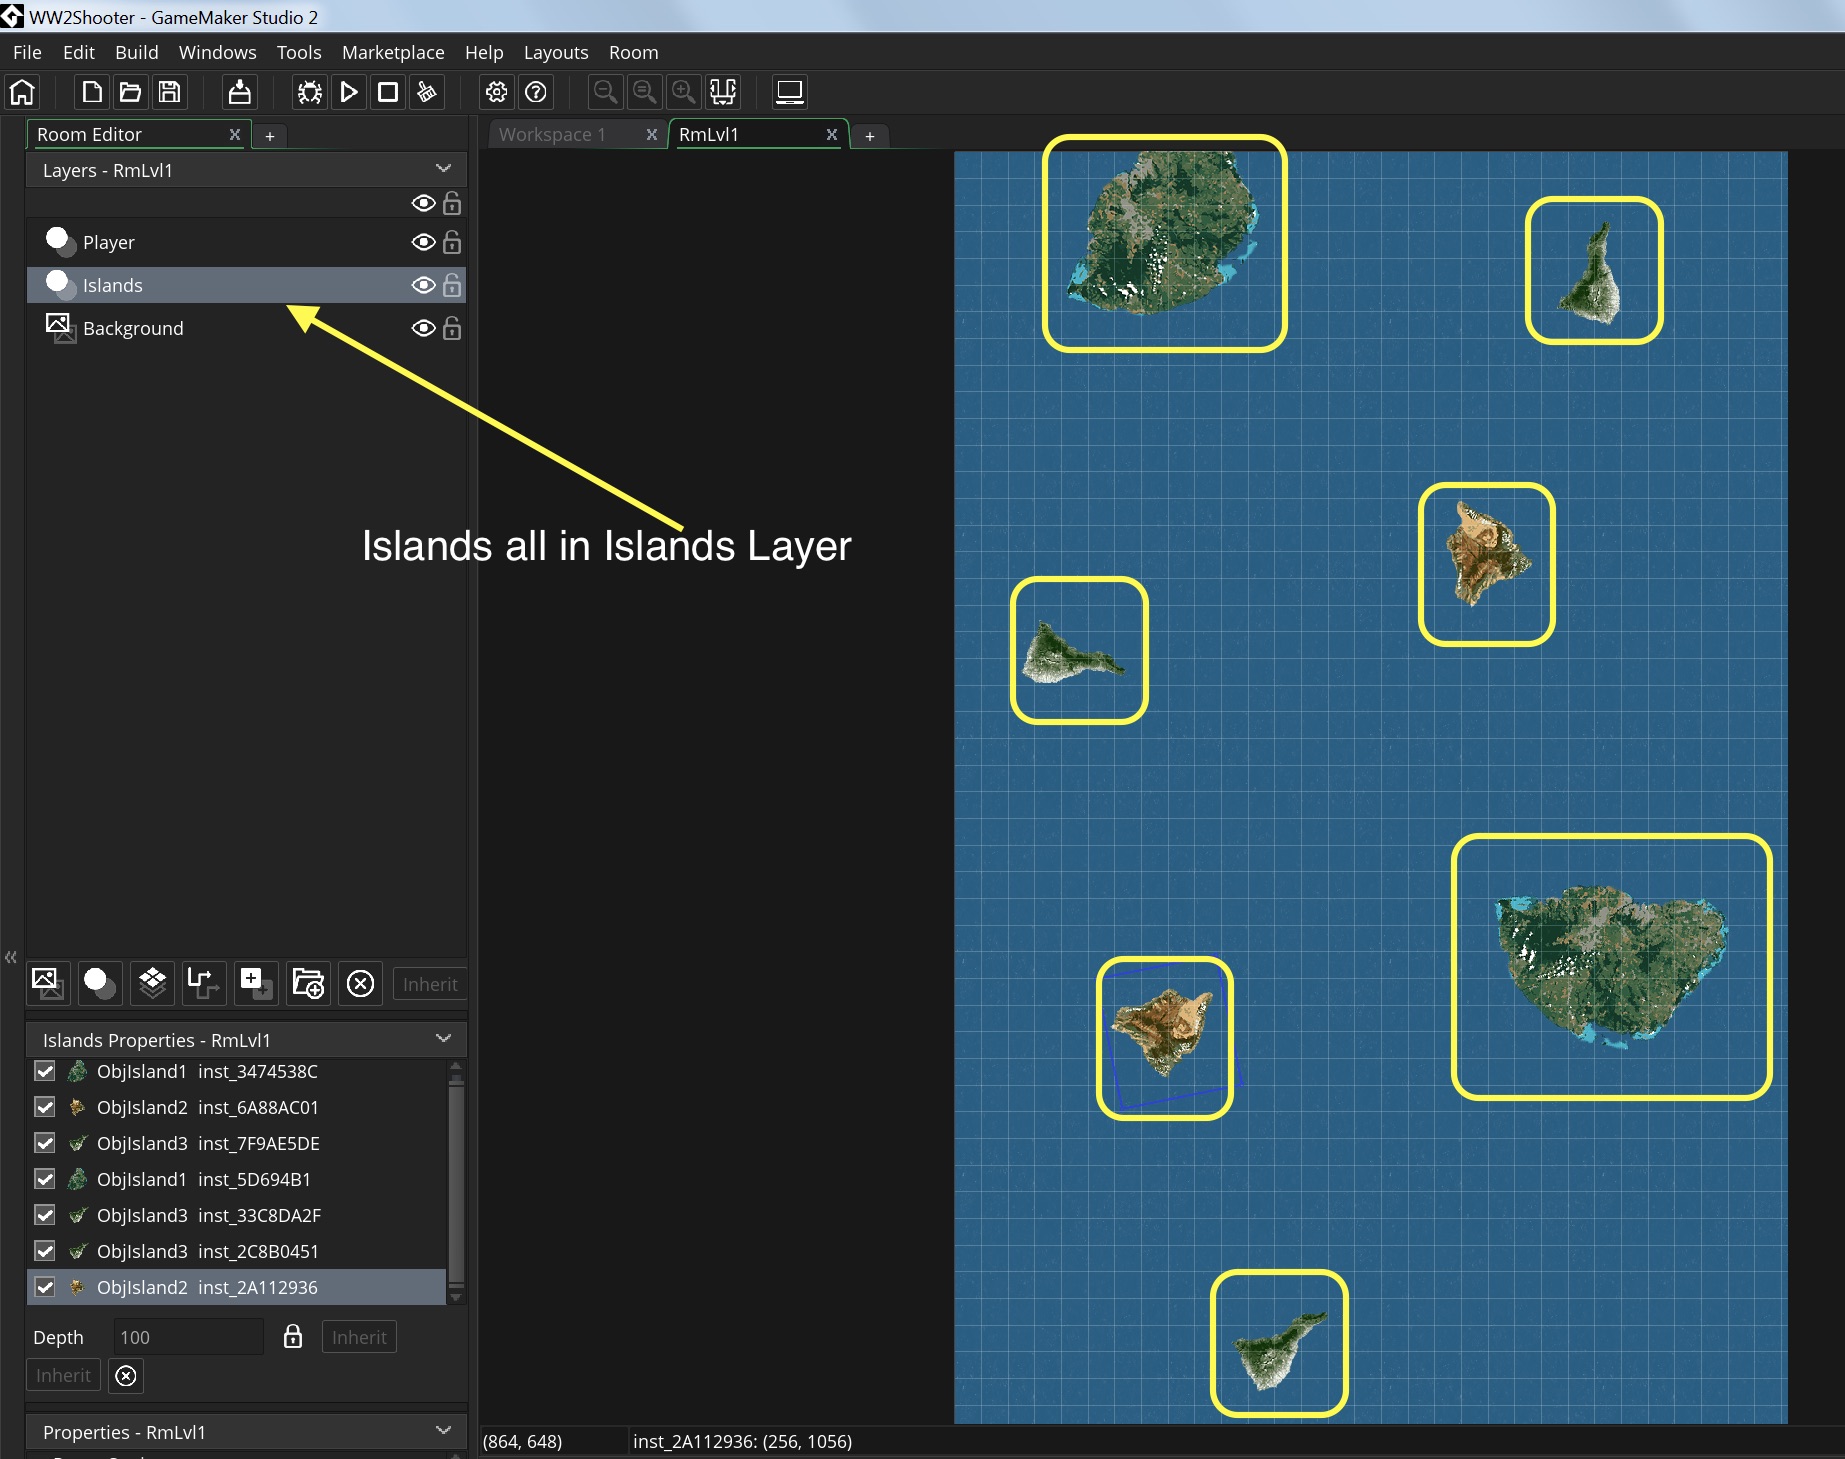 WW2Shooter - GameMaker Studio 2
File Edit Build Windows Tools Marketplace Help Layouts Room
Room Editor X +
Workspace 1 X RmLvl1 X +
Layers - RmLvl1
Player
Islands
Background
Islands all in Islands Layer
Inherit
Islands Properties - RmLvl1
ObjIsland1 inst_3474538C
ObjIsland2 inst_6A88AC01
ObjIsland3 inst_7F9AE5DE
ObjIsland1 inst_5D694B1
ObjIsland3 inst_33C8DA2F
ObjIsland3 inst_2C8B0451
ObjIsland2 inst_2A112936
Depth 100 Inherit
Inherit
Properties - RmLvl1
(864, 648) inst_2A112936: (256, 1056)